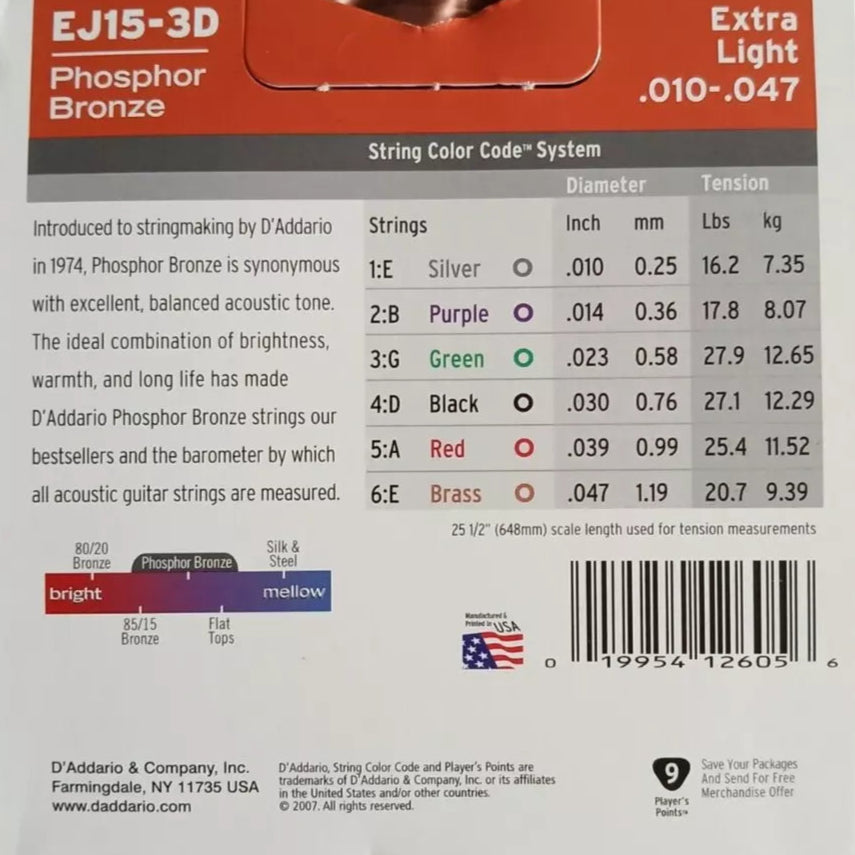 EJ15-3D
Phosphor
Bronze
Extra
Light
.010-.047
String Color Code™ System
Diameter Tension
Strings Inch mm Lbs kg
1:E Silver .010 0.25 16.2 7.35
2:B Purple .014 0.36 17.8 8.07
3:G Green .023 0.58 27.9 12.65
4:D Black .030 0.76 27.1 12.29
5:A Red .039 0.99 25.4 11.52
6:E Brass .047 1.19 20.7 9.39
25 1/2" (648mm) scale length used for tension measurements
Introduced to stringmaking by D'Addario
in 1974, Phosphor Bronze is synonymous
with excellent, balanced acoustic tone.
The ideal combination of brightness,
warmth, and long life has made
D'Addario Phosphor Bronze strings our
bestsellers and the barometer by which
all acoustic guitar strings are measured.
80/20
Bronze
Phosphor Bronze
Silk &
Steel
bright mellow
85/15
Bronze
Flat
Tops
Manufactured &
Printed in USA
0 19954 12605 6
D'Addario & Company, Inc.
Farmingdale, NY 11735 USA
www.daddario.com
D'Addario, String Color Code and Player's Points are
trademarks of D'Addario & Company, Inc. or its affiliates
in the United States and/or other countries.
© 2007. All rights reserved.
9
Player's
Points℠
Save Your Packages
And Send For Free
Merchandise Offer